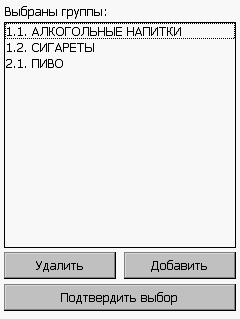 Выбраны группы:
1.1. АЛКОГОЛЬНЫЕ НАПИТКИ
1.2. СИГАРЕТЫ
2.1. ПИВО
Удалить
Добавить
Подтвердить выбор